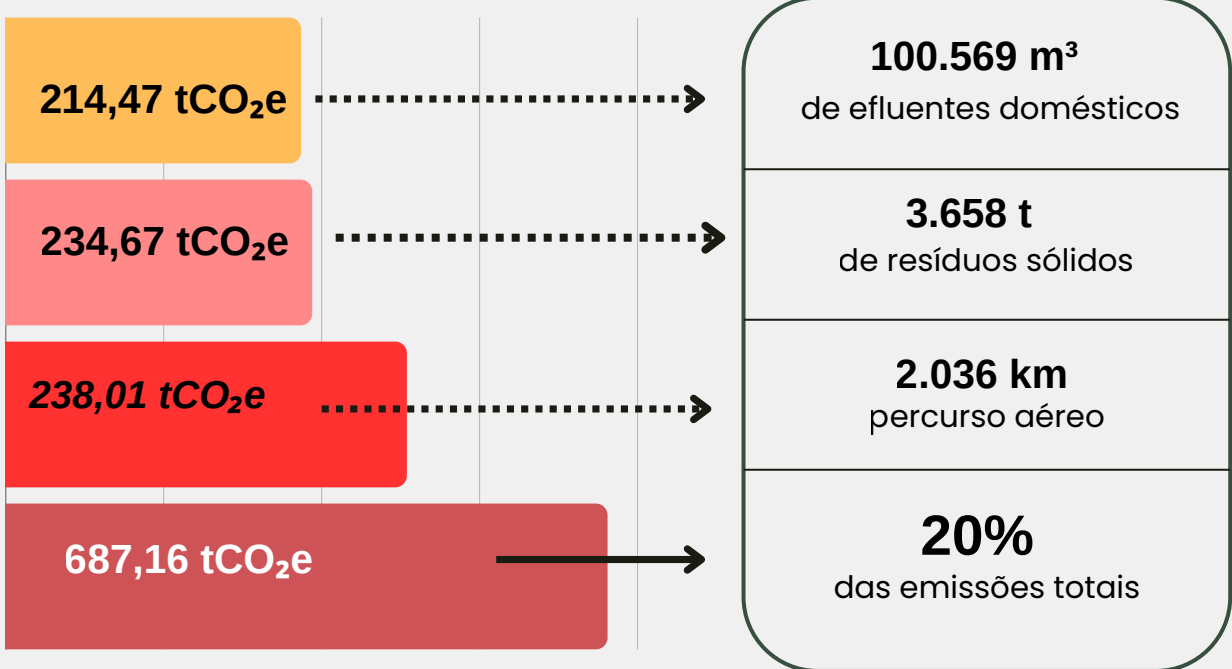 214,47 tCO₂e
100.569 m³
de efluentes domésticos
234,67 tCO₂e
3.658 t
de resíduos sólidos
238,01 tCO₂e
2.036 km
percurso aéreo
687,16 tCO₂e
20%
das emissões totais